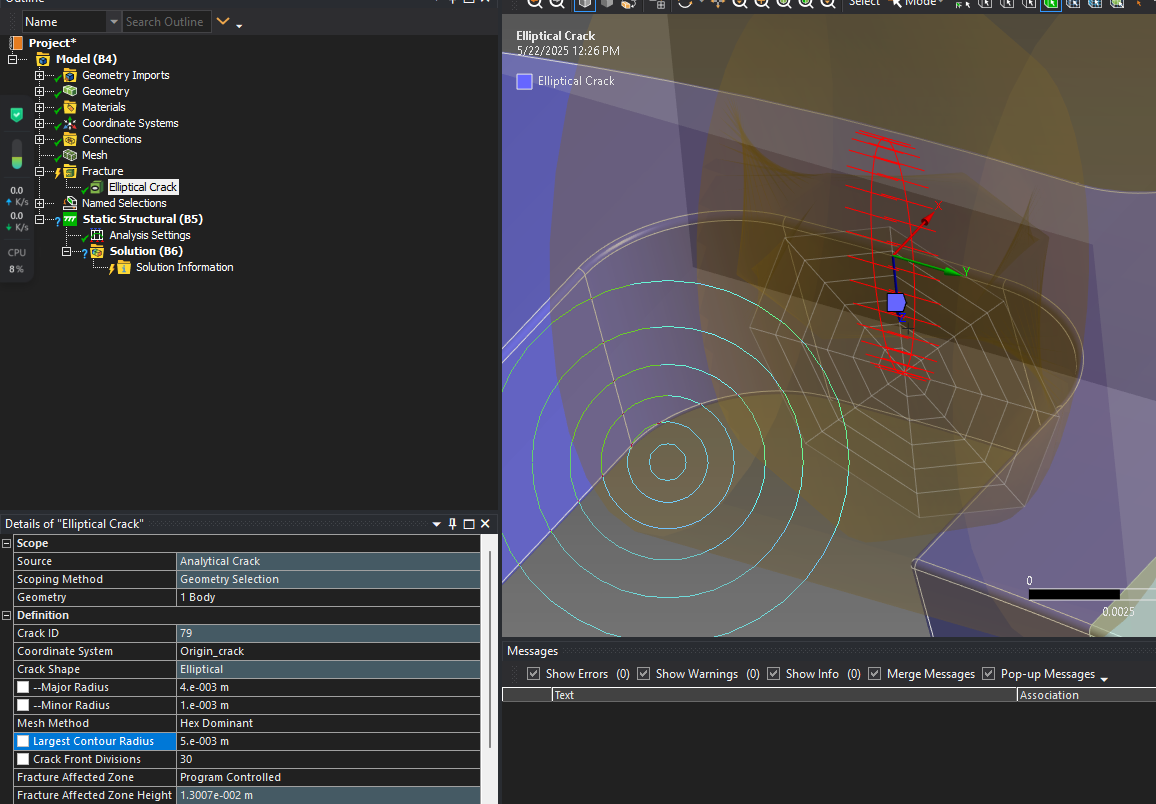 Outline
Name Search Outline
Project*
Model (B4)
Geometry Imports
Geometry
Materials
Coordinate Systems
Connections
Mesh
Fracture
Elliptical Crack
Named Selections
Static Structural (B5)
Analysis Settings
Solution (B6)
Solution Information
0.0
K/s
0.0
K/s
CPU
8%
Details of "Elliptical Crack"
Scope
Source Analytical Crack
Scoping Method Geometry Selection
Geometry 1 Body
Definition
Crack ID 79
Coordinate System Origin_crack
Crack Shape Elliptical
--Major Radius 4.e-003 m
--Minor Radius 1.e-003 m
Mesh Method Hex Dominant
Largest Contour Radius 5.e-003 m
Crack Front Divisions 30
Fracture Affected Zone Program Controlled
Fracture Affected Zone Height 1.3007e-002 m
Select Mode
Elliptical Crack
5/22/2025 12:26 PM
Elliptical Crack
X
Y
0
0.0025
Messages
Show Errors (0) Show Warnings (0) Show Info (0) Merge Messages Pop-up Messages
Text Association